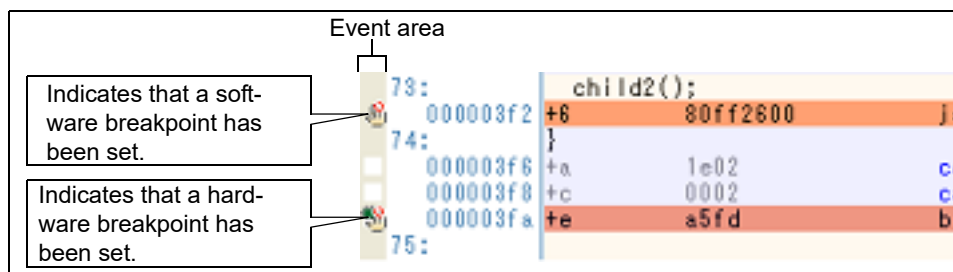 Event area
Indicates that a soft-
ware breakpoint has
been set.
Indicates that a hard-
ware breakpoint has
been set.
73: child2();
000003f2 +6 80ff2600 j
74: }
000003f6 +a 1e02 c
000003f8 +c 0002 c
000003fa +e a5fd b
75: